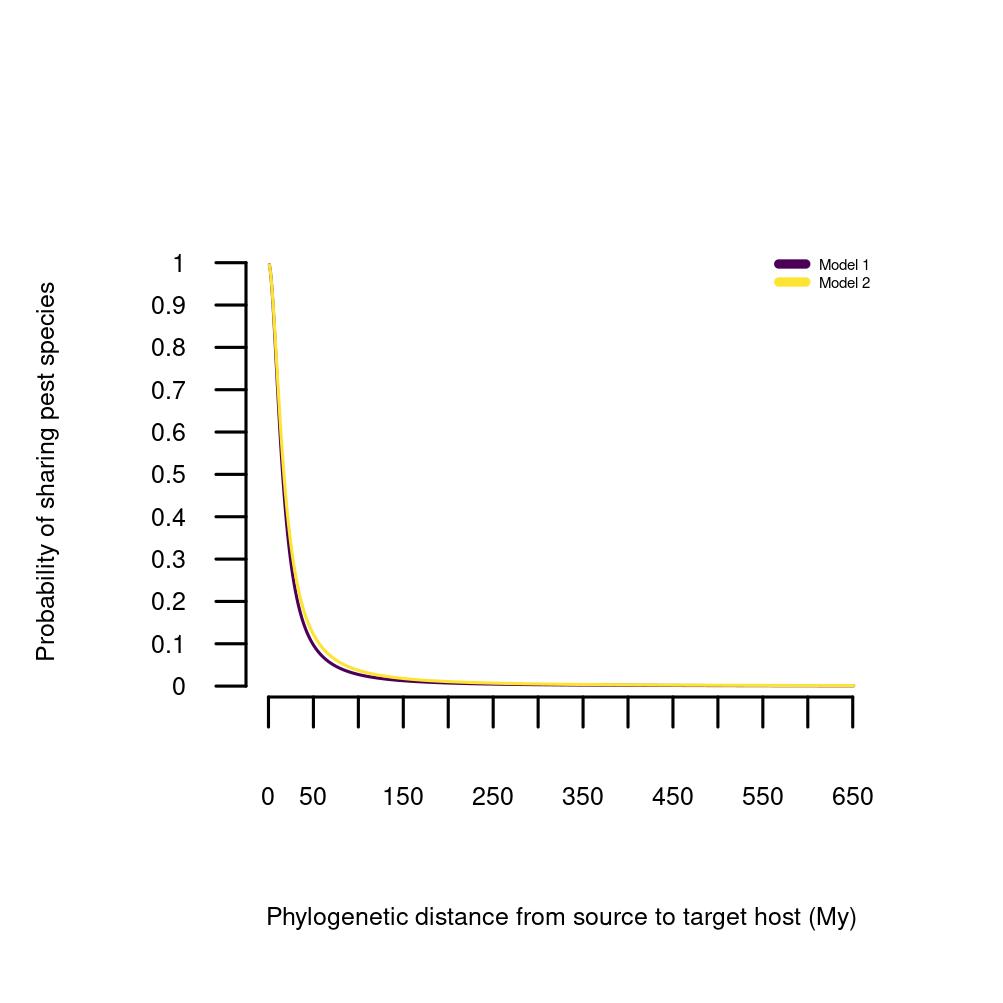 Probability of sharing pest species
1
0.9
0.8
0.7
0.6
0.5
0.4
0.3
0.2
0.1
0
Model 1
Model 2
0 50 150 250 350 450 550 650
Phylogenetic distance from source to target host (My)